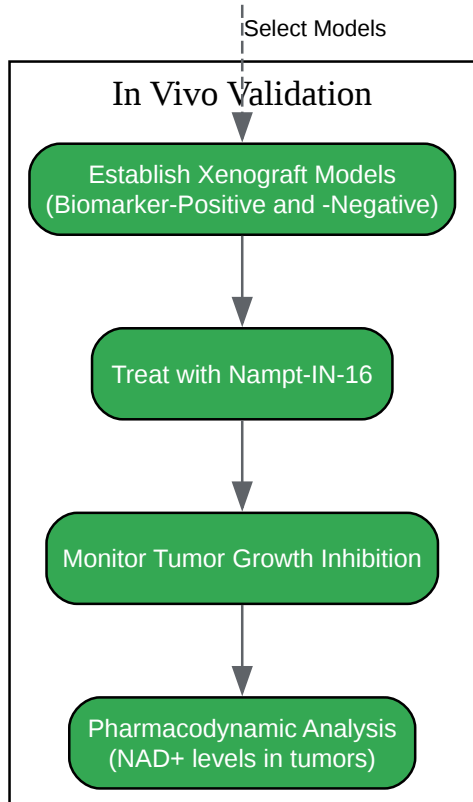 Select Models
In Vivo Validation
Establish Xenograft Models
(Biomarker-Positive and -Negative)
Treat with Nampt-IN-16
Monitor Tumor Growth Inhibition
Pharmacodynamic Analysis
(NAD+ levels in tumors)